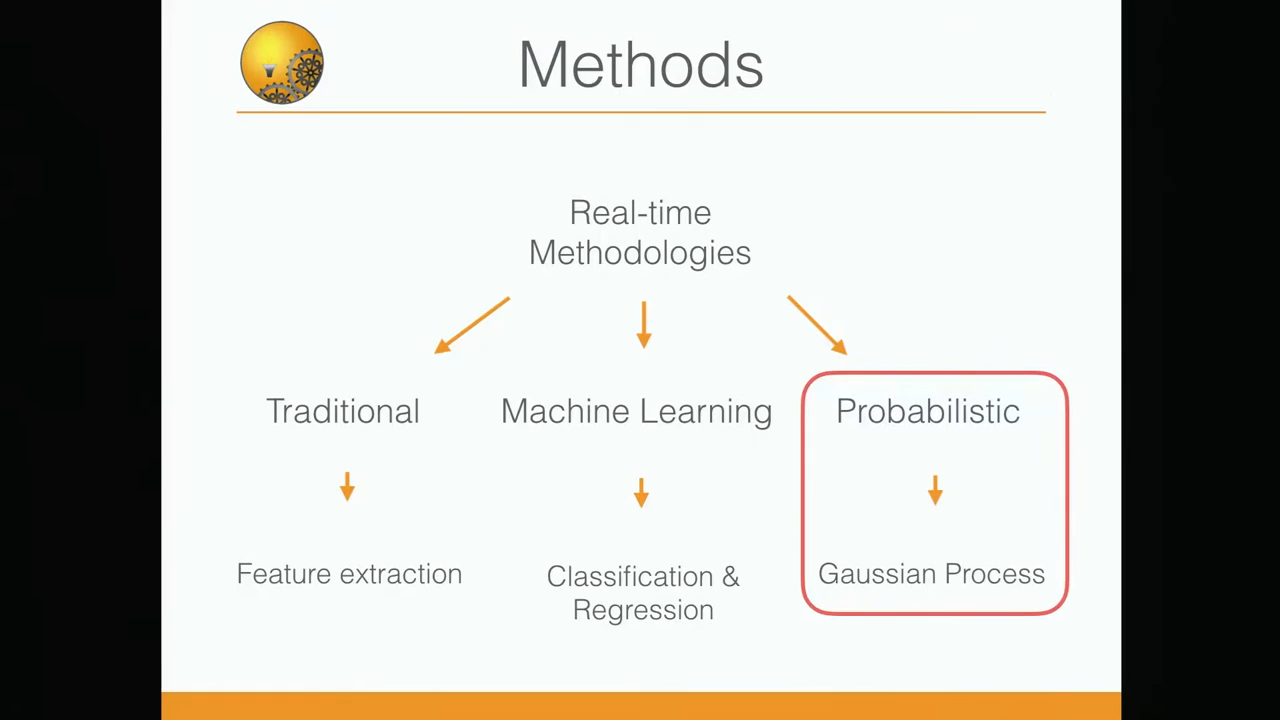 Methods
Real-time
Methodologies
Traditional
Machine Learning
Probabilistic
Feature extraction
Classification &
Regression
Gaussian Process